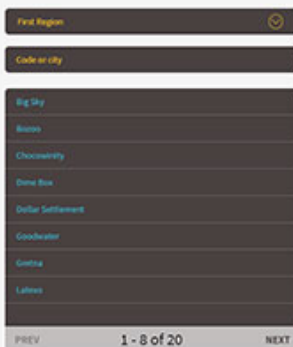 First Region
Code or city
Big Sky
Bozoo
Chocowinity
Dime Box
Dollar Settlement
Goodwater
Gretna
Latexo
PREV
1 - 8 of 20
NEXT